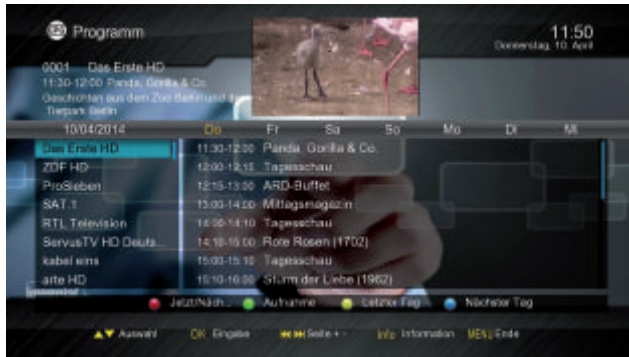 Programm
11:50
Donnerstag, 10. April
0001 Das Erste HD
11:30-12:00 Panda, Gorilla & Co.
Geschichten aus dem Zoo Berlin und de
Tierpark Berlin
10/04/2014 Do Fr Sa So Mo Di Mi
Das Erste HD 11:30-12:00 Panda, Gorilla & Co.
ZDF HD 12:00-12:15 Tagesschau
ProSieben 12:15-13:00 ARD-Buffet
SAT.1 13:00-14:00 Mittagsmagazin
RTL Television 14:00-14:10 Tagesschau
ServusTV HD Deuts... 14:10-15:00 Rote Rosen (1702)
kabel eins 15:00-15:10 Tagesschau
arte HD 15:10-16:00 Sturm der Liebe (1962)
Jetzt/Näch... Aufnahme Letzter Tag Nächster Tag
Auswahl OK Eingabe Seite + - Info Information MENU Ende